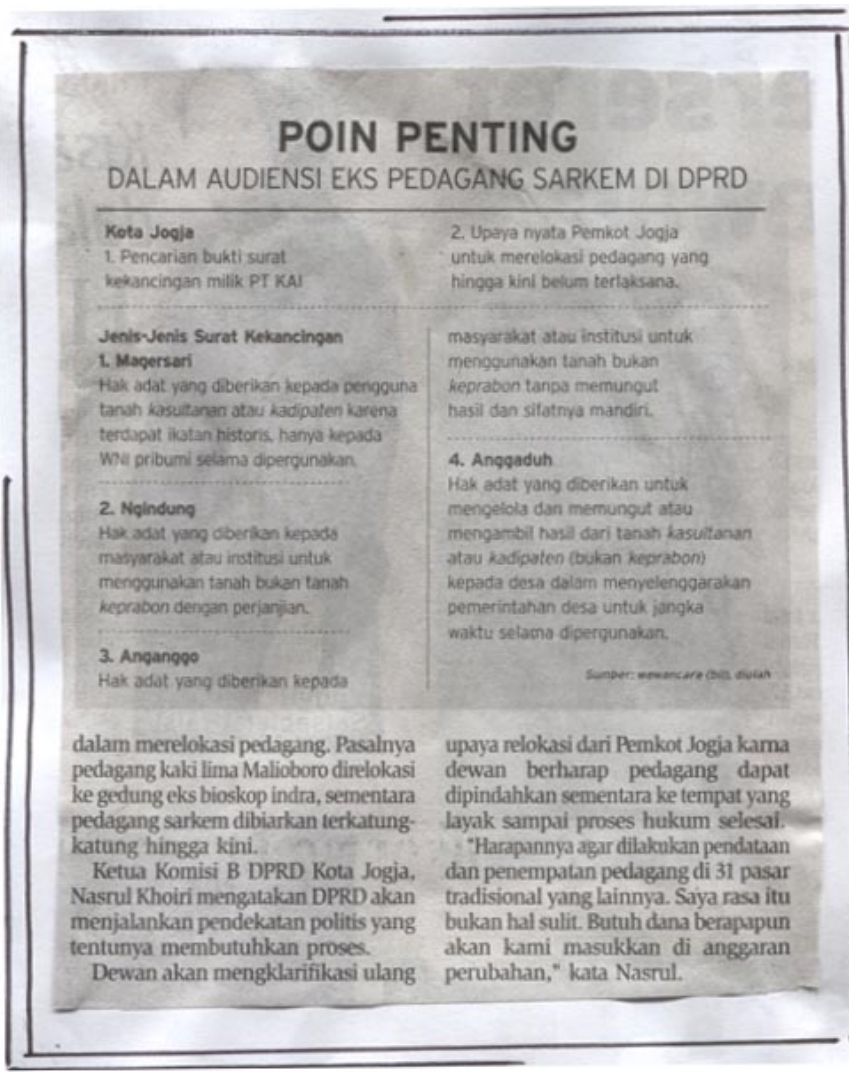 POIN PENTING
DALAM AUDIENSI EKS PEDAGANG SARKEM DI DPRD
Kota Jogja
1. Pencarian bukti surat
kekancingan milik PT KAI
2. Upaya nyata Pemkot Jogja
untuk merelokasi pedagang yang
hingga kini belum terlaksana.
Jenis-Jenis Surat Kekancingan
1. Magersari
Hak adat yang diberikan kepada pengguna
tanah kasultanan atau kadipaten karena
terdapat ikatan historis, hanya kepada
WNI pribumi selama dipergunakan.
2. Ngindung
Hak adat yang diberikan kepada
masyarakat atau institusi untuk
menggunakan tanah bukan tanah
keprabon dengan perjanjian.
3. Anganggo
Hak adat yang diberikan kepada
masyarakat atau institusi untuk
menggunakan tanah bukan
keprabon tanpa memungut
hasil dan sifatnya mandiri.
4. Anggaduh
Hak adat yang diberikan untuk
mengelola dan memungut atau
mengambil hasil dari tanah kasultanan
atau kadipaten (bukan keprabon)
kepada desa dalam menyelenggarakan
pemerintahan desa untuk jangka
waktu selama dipergunakan.
Sumber: wawancara diolah
dalam merelokasi pedagang. Pasalnya
pedagang kaki lima Malioboro direlokasi
ke gedung eks bioskop indra, sementara
pedagang sarkem dibiarkan terkatung-
katung hingga kini.
Ketua Komisi B DPRD Kota Jogja,
Nasrul Khoiri mengatakan DPRD akan
menjalankan pendekatan politis yang
tentunya membutuhkan proses.
Dewan akan mengklarifikasi ulang
upaya relokasi dari Pemkot Jogja karna
dewan berharap pedagang dapat
dipindahkan sementara ke tempat yang
layak sampai proses hukum selesai.
"Harapannya agar dilakukan pendataan
dan penempatan pedagang di 31 pasar
tradisional yang lainnya. Saya rasa itu
bukan hal sulit. Butuh dana berapapun
akan kami masukkan di anggaran
perubahan," kata Nasrul.